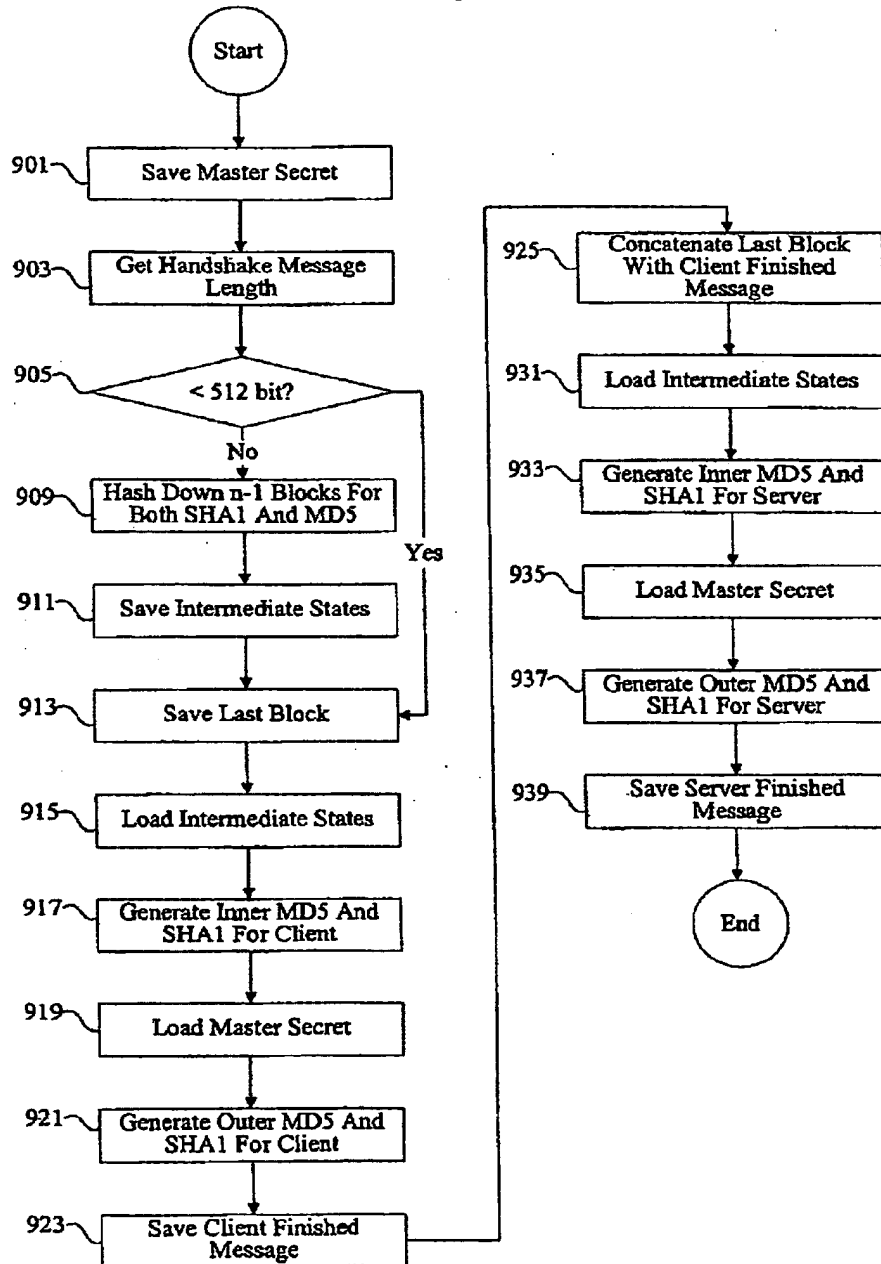 Start
901
Save Master Secret
903
Get Handshake Message
Length
905
< 512 bit?
No
Yes
909
Hash Down n-1 Blocks For
Both SHA1 And MD5
911
Save Intermediate States
913
Save Last Block
915
Load Intermediate States
917
Generate Inner MD5 And
SHA1 For Client
919
Load Master Secret
921
Generate Outer MD5 And
SHA1 For Client
923
Save Client Finished
Message
925
Concatenate Last Block
With Client Finished
Message
931
Load Intermediate States
933
Generate Inner MD5 And
SHA1 For Server
935
Load Master Secret
937
Generate Outer MD5 And
SHA1 For Server
939
Save Server Finished
Message
End